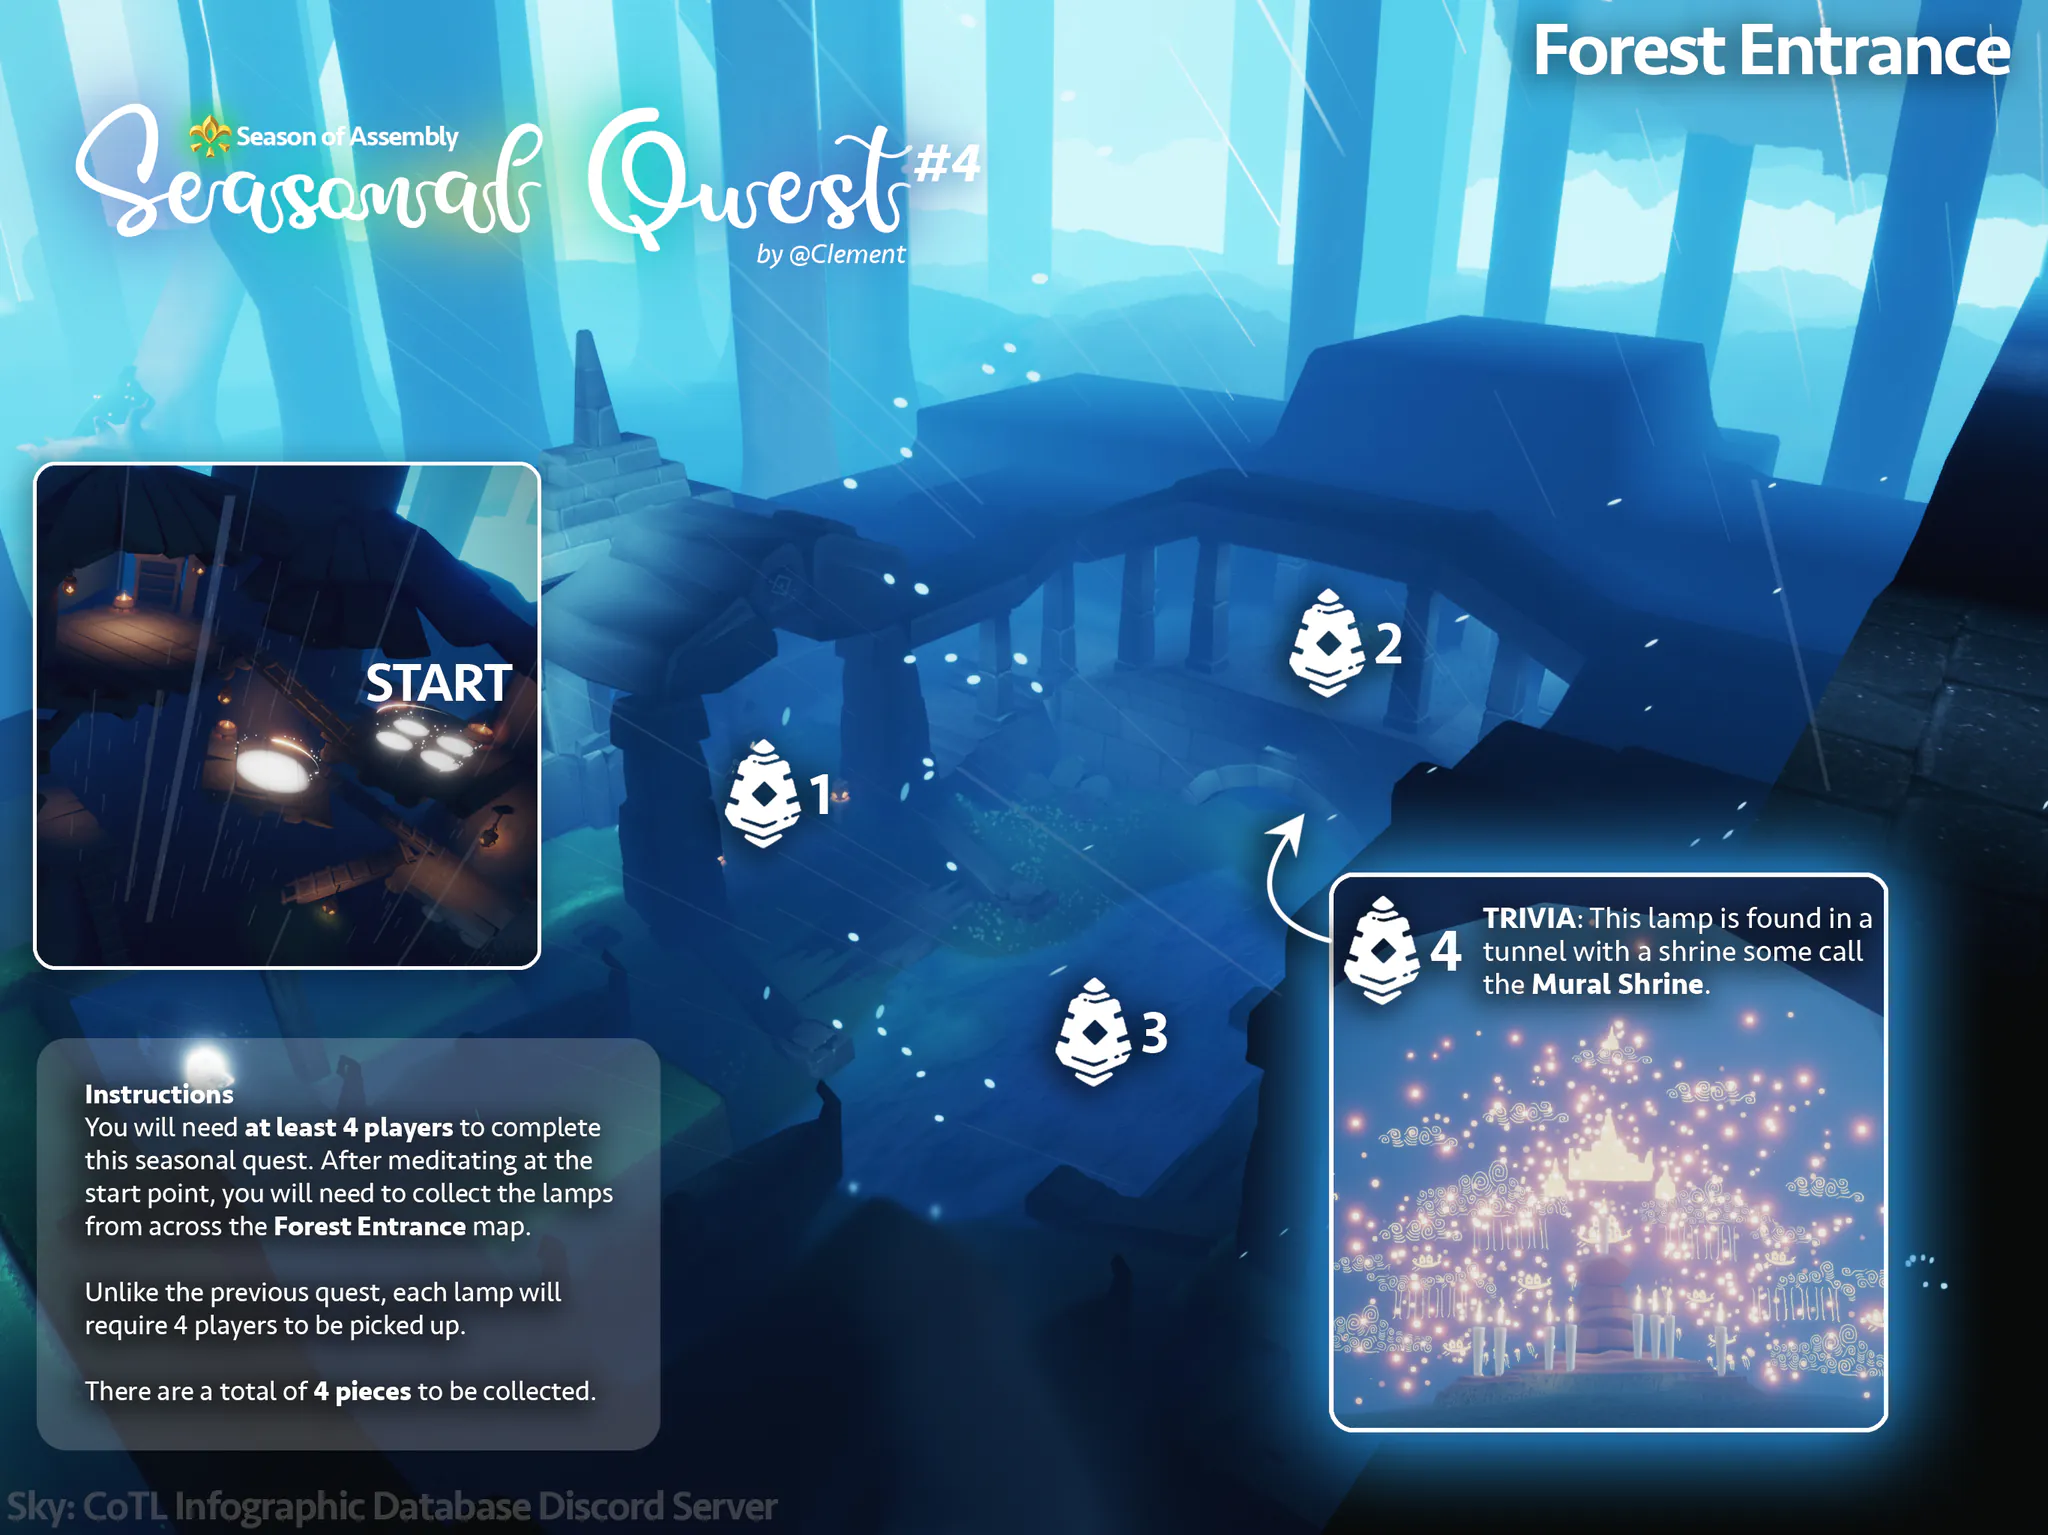 Forest Entrance
Season of Assembly
Seasonal Quest #4
by @Clement
START
1
2
3
4
TRIVIA: This lamp is found in a
tunnel with a shrine some call
the Mural Shrine.
Instructions
You will need at least 4 players to complete
this seasonal quest. After meditating at the
start point, you will need to collect the lamps
from across the Forest Entrance map.
Unlike the previous quest, each lamp will
require 4 players to be picked up.
There are a total of 4 pieces to be collected.
Sky: CoTL Infographic Database Discord Server